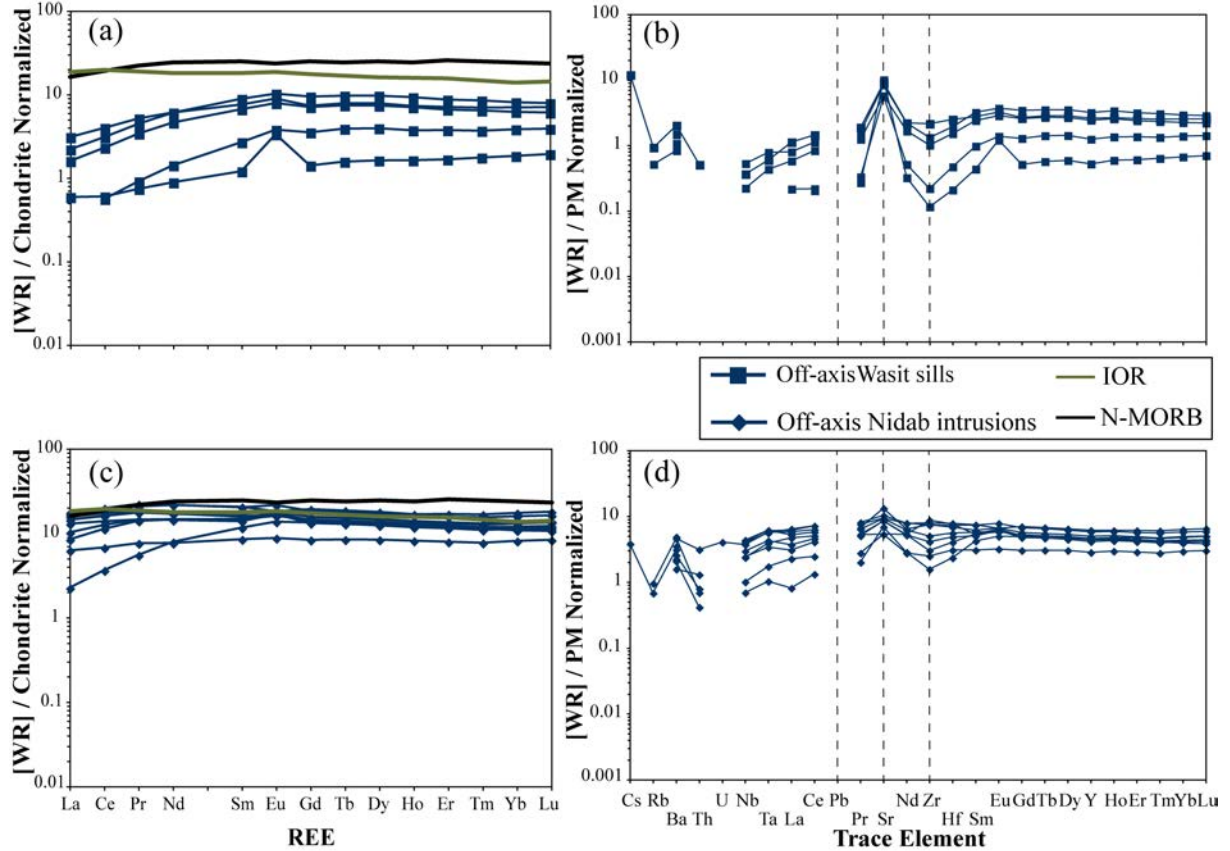 (a)
[WR] / Chondrite Normalized
100
10
1
0.1
0.01
(b)
[WR] / PM Normalized
100
10
1
0.1
0.01
0.001
Off-axisWasit sills
IOR
Off-axis Nidab intrusions
N-MORB
(c)
[WR] / Chondrite Normalized
100
10
1
0.1
0.01
La Ce Pr Nd Sm Eu Gd Tb Dy Ho Er Tm Yb Lu
REE
(d)
[WR] / PM Normalized
100
10
1
0.1
0.01
0.001
Cs Rb U Nb Ce Pb Nd Zr Eu Gd Tb Dy Y Ho Er Tm Yb Lu
Ba Th Ta La Pr Sr Hf Sm
Trace Element